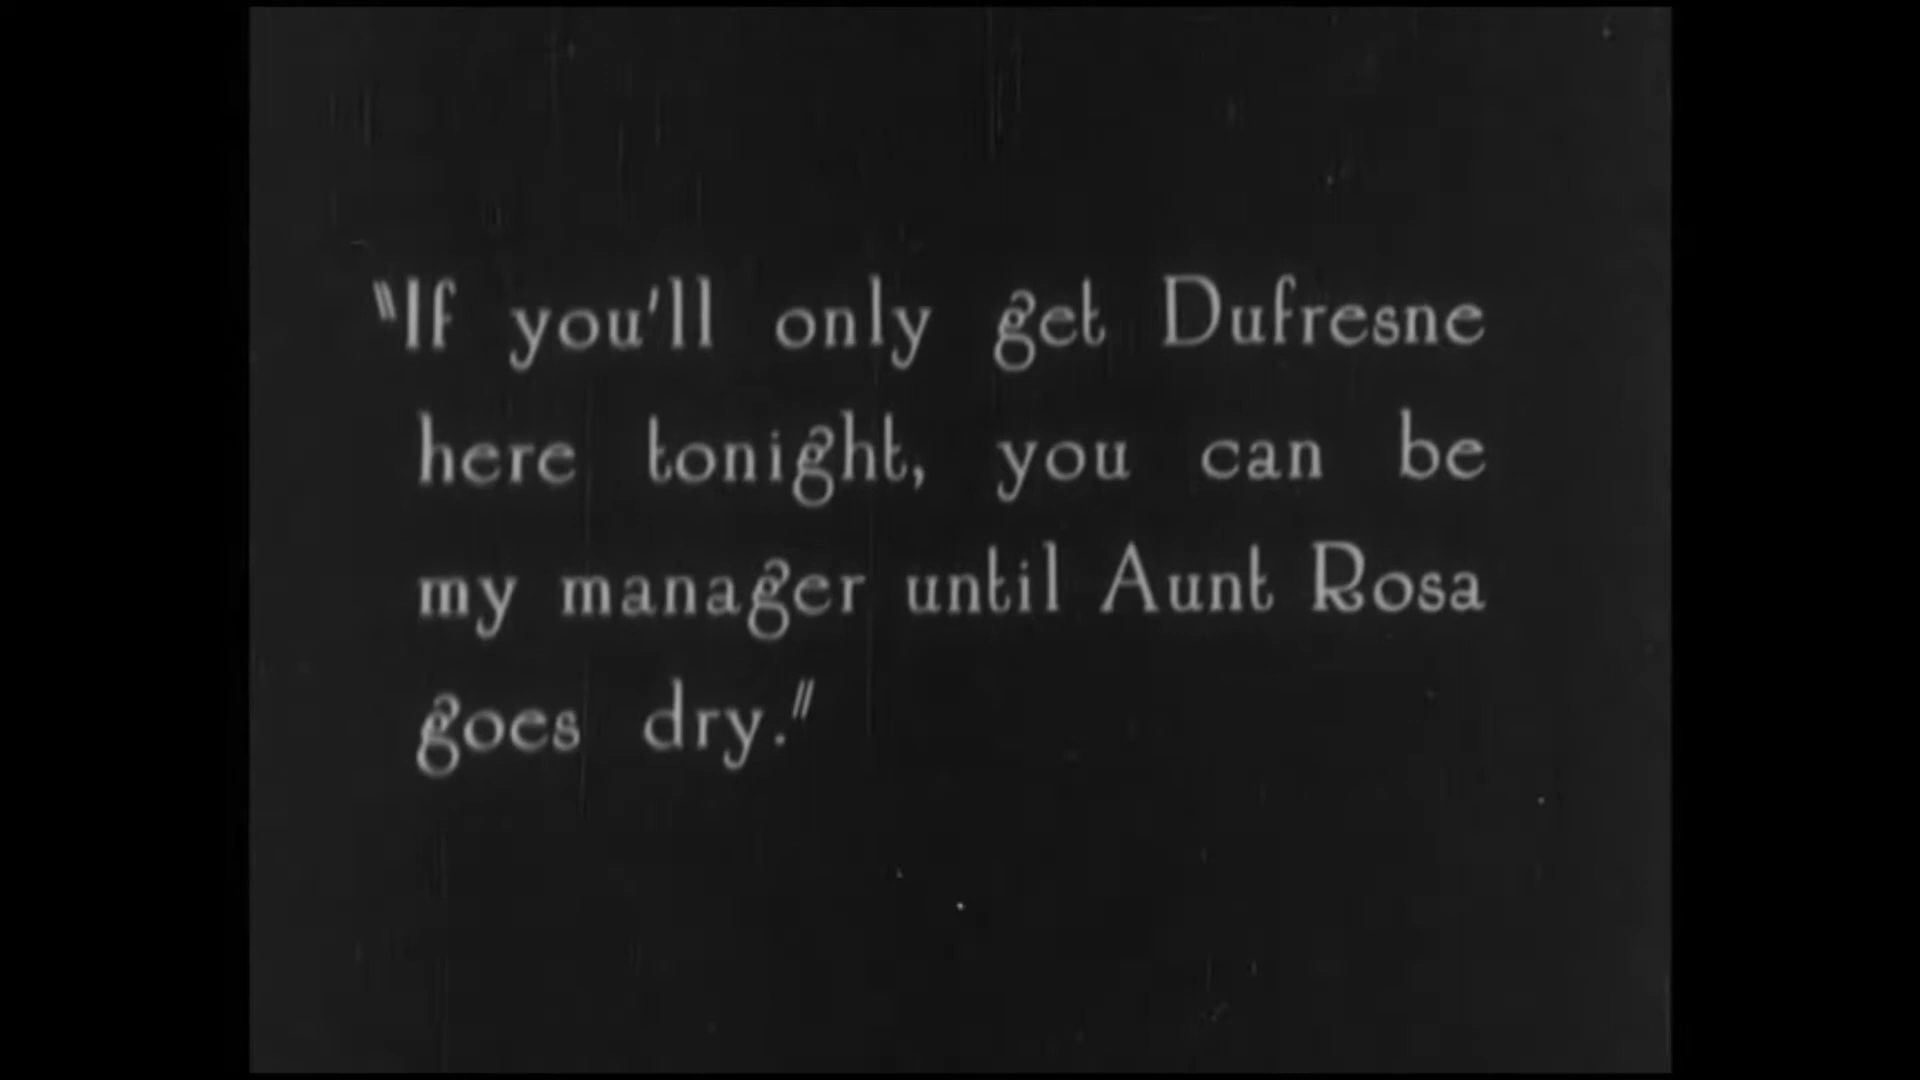 "If you'll only get Dufresne
here tonight, you can be
my manager until Aunt Rosa
goes dry."